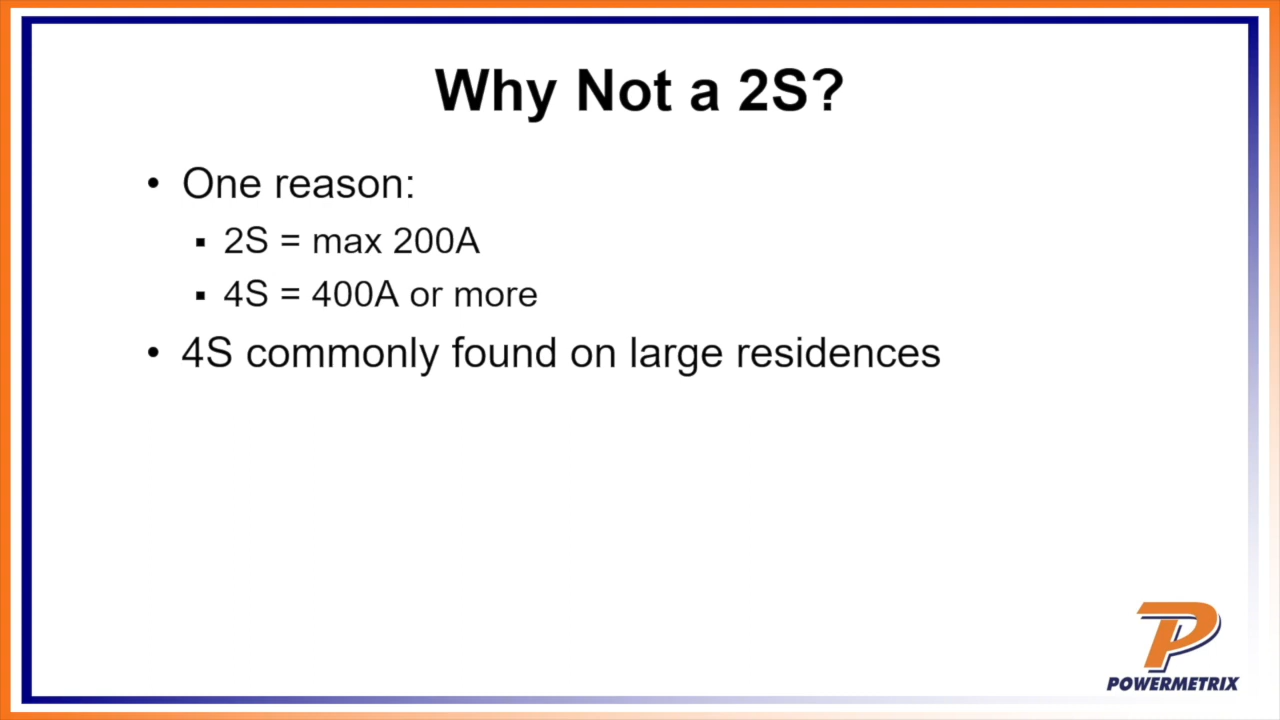 Why Not a 2S?
• One reason:
▪ 2S = max 200A
▪ 4S = 400A or more
• 4S commonly found on large residences
POWERMETRIX